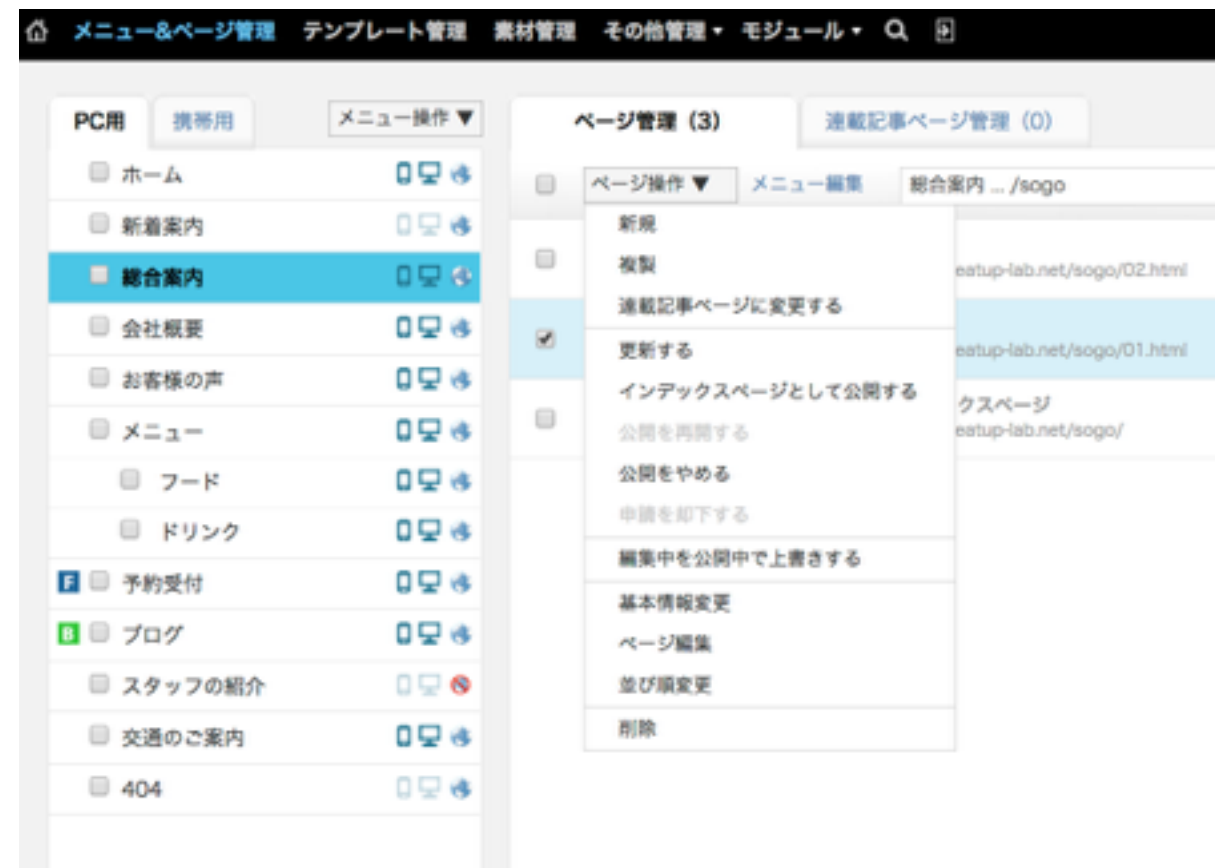 メニュー&ページ管理 テンプレート管理 素材管理 その他管理▼ モジュール▼
PC用 携帯用 メニュー操作▼
ホーム
新着案内
総合案内
会社概要
お客様の声
メニュー
フード
ドリンク
F 予約受付
B ブログ
スタッフの紹介
交通のご案内
404
ページ管理（3） 連載記事ページ管理（0）
ページ操作▼ メニュー編集 総合案内 ... /sogo
新規
複製
連載記事ページに変更する
更新する
インデックスページとして公開する
公開を再開する
公開をやめる
申請を却下する
編集中を公開中で上書きする
基本情報変更
ページ編集
並び順変更
削除
eatup-lab.net/sogo/02.html
eatup-lab.net/sogo/01.html
クスページ
eatup-lab.net/sogo/